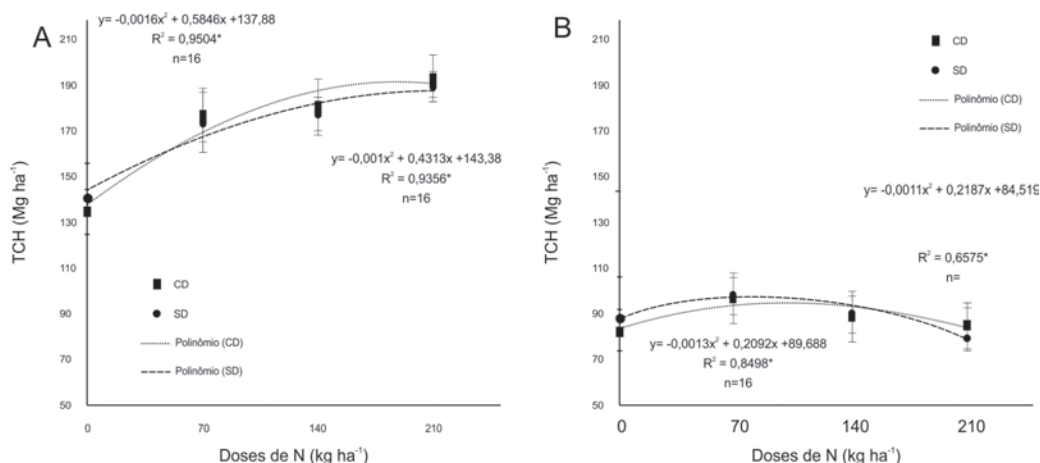 A
y= -0,0016x² + 0,5846x +137,88
R² = 0,9504*
n=16
TCH (Mg ha⁻¹)
210
190
170
150
130
110
90
70
50
y= -0,001x² + 0,4313x +143,38
R² = 0,9356*
n=16
CD
SD
Polinômio (CD)
Polinômio (SD)
0
70
140
210
Doses de N (kg ha⁻¹)
B
CD
SD
Polinômio (CD)
Polinômio (SD)
TCH (Mg ha⁻¹)
210
190
170
150
130
110
90
70
50
y= -0,0011x² + 0,2187x +84,519
R² = 0,6575*
n=
y= -0,0013x² + 0,2092x +89,688
R² = 0,8498*
n=16
0
70
140
210
Doses de N (kg ha⁻¹)